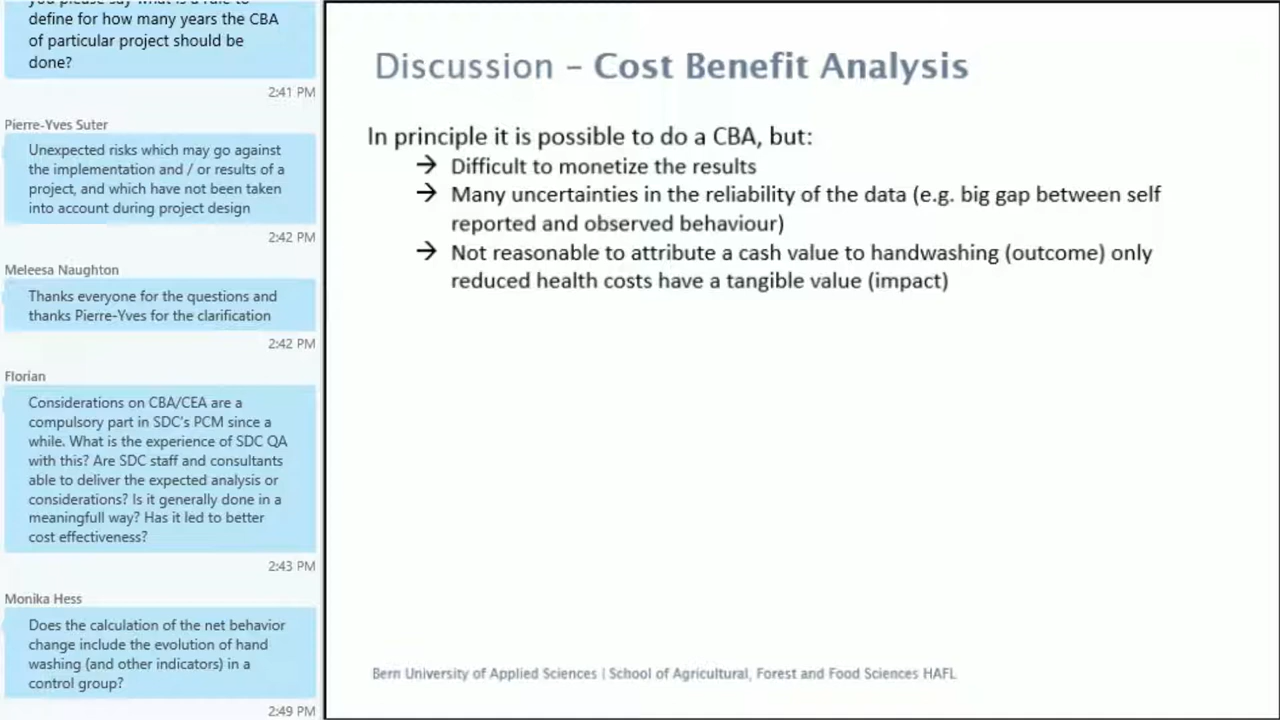 define for how many years the CBA
of particular project should be
done?
2:41 PM
Pierre-Yves Suter
Unexpected risks which may go against
the implementation and / or results of a
project, and which have not been taken
into account during project design
2:42 PM
Meleesa Naughton
Thanks everyone for the questions and
thanks Pierre-Yves for the clarification
2:42 PM
Florian
Considerations on CBA/CEA are a
compulsory part in SDC's PCM since a
while. What is the experience of SDC QA
with this? Are SDC staff and consultants
able to deliver the expected analysis or
considerations? Is it generally done in a
meaningfull way? Has it led to better
cost effectiveness?
2:43 PM
Monika Hess
Does the calculation of the net behavior
change include the evolution of hand
washing (and other indicators) in a
control group?
2:49 PM
Discussion – Cost Benefit Analysis
In principle it is possible to do a CBA, but:
→ Difficult to monetize the results
→ Many uncertainties in the reliability of the data (e.g. big gap between self
reported and observed behaviour)
→ Not reasonable to attribute a cash value to handwashing (outcome) only
reduced health costs have a tangible value (impact)
Bern University of Applied Sciences | School of Agricultural, Forest and Food Sciences HAFL